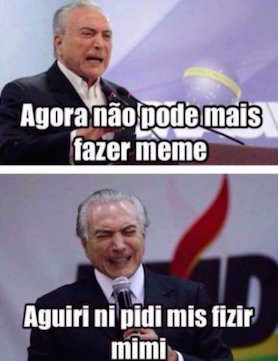 Agora não pode mais
fazer meme
Aguiri ni pidi mis fizir
mimi